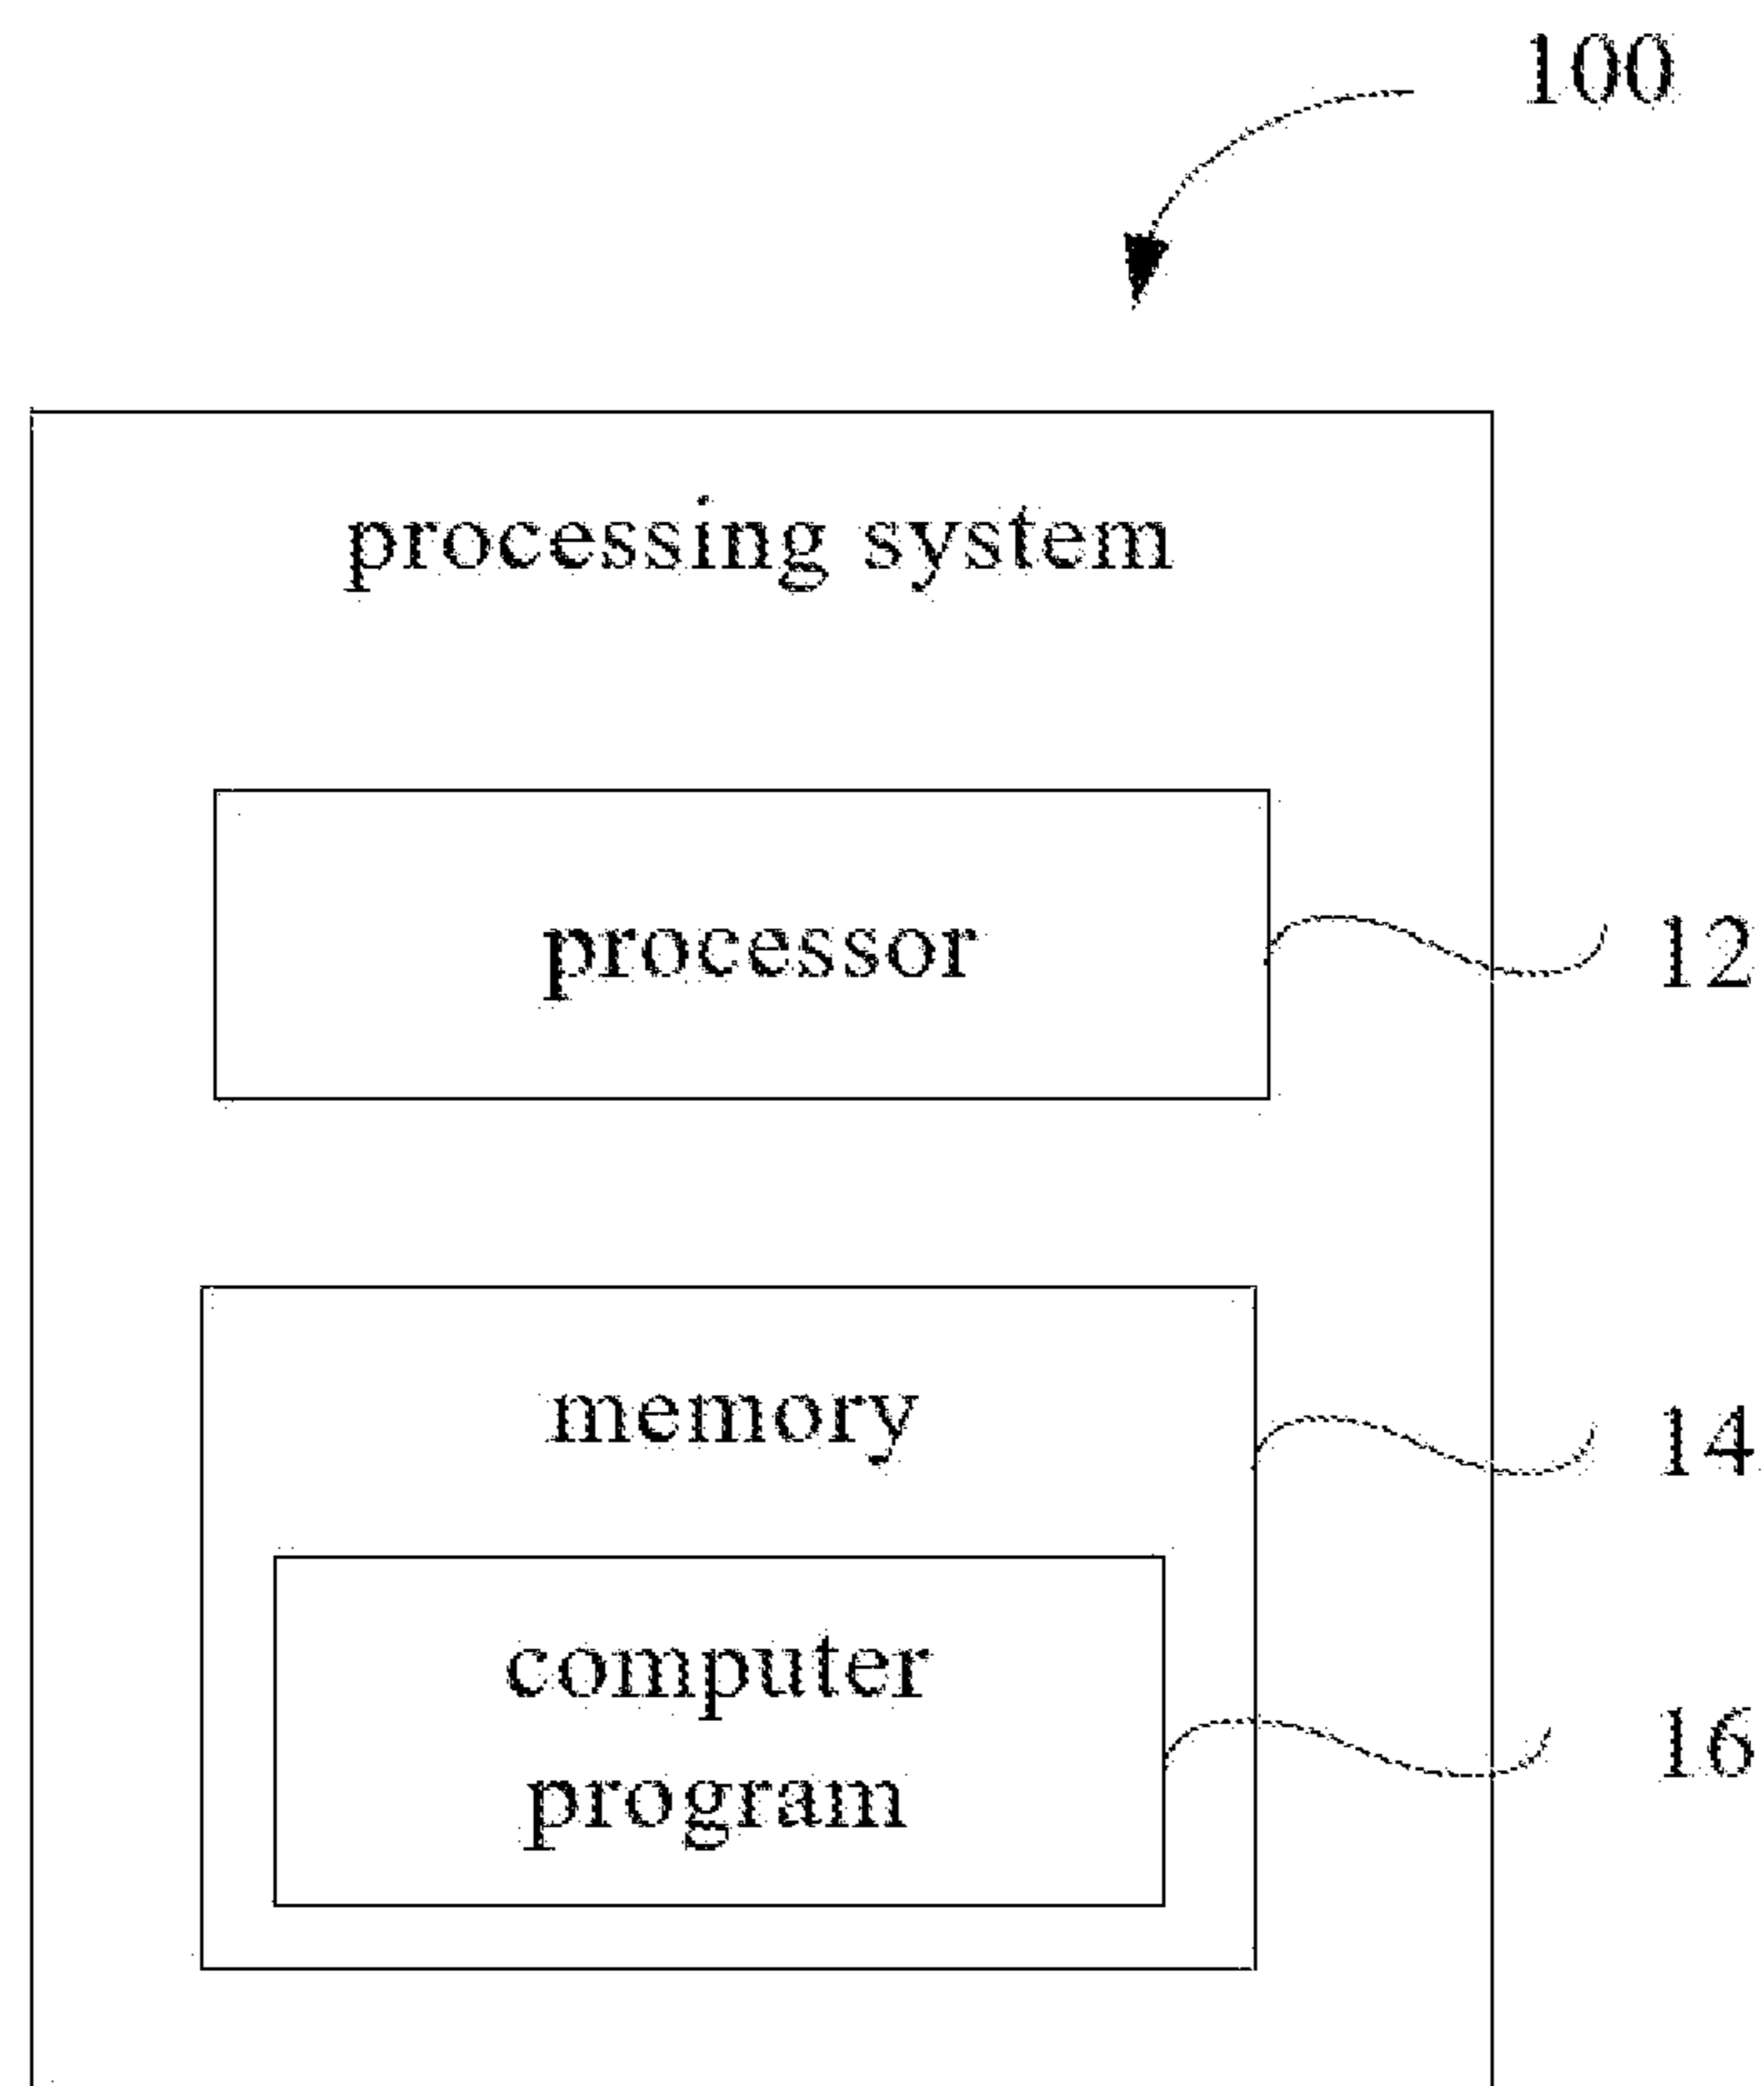 100
processing system
processor
12
memory
14
computer
program
16